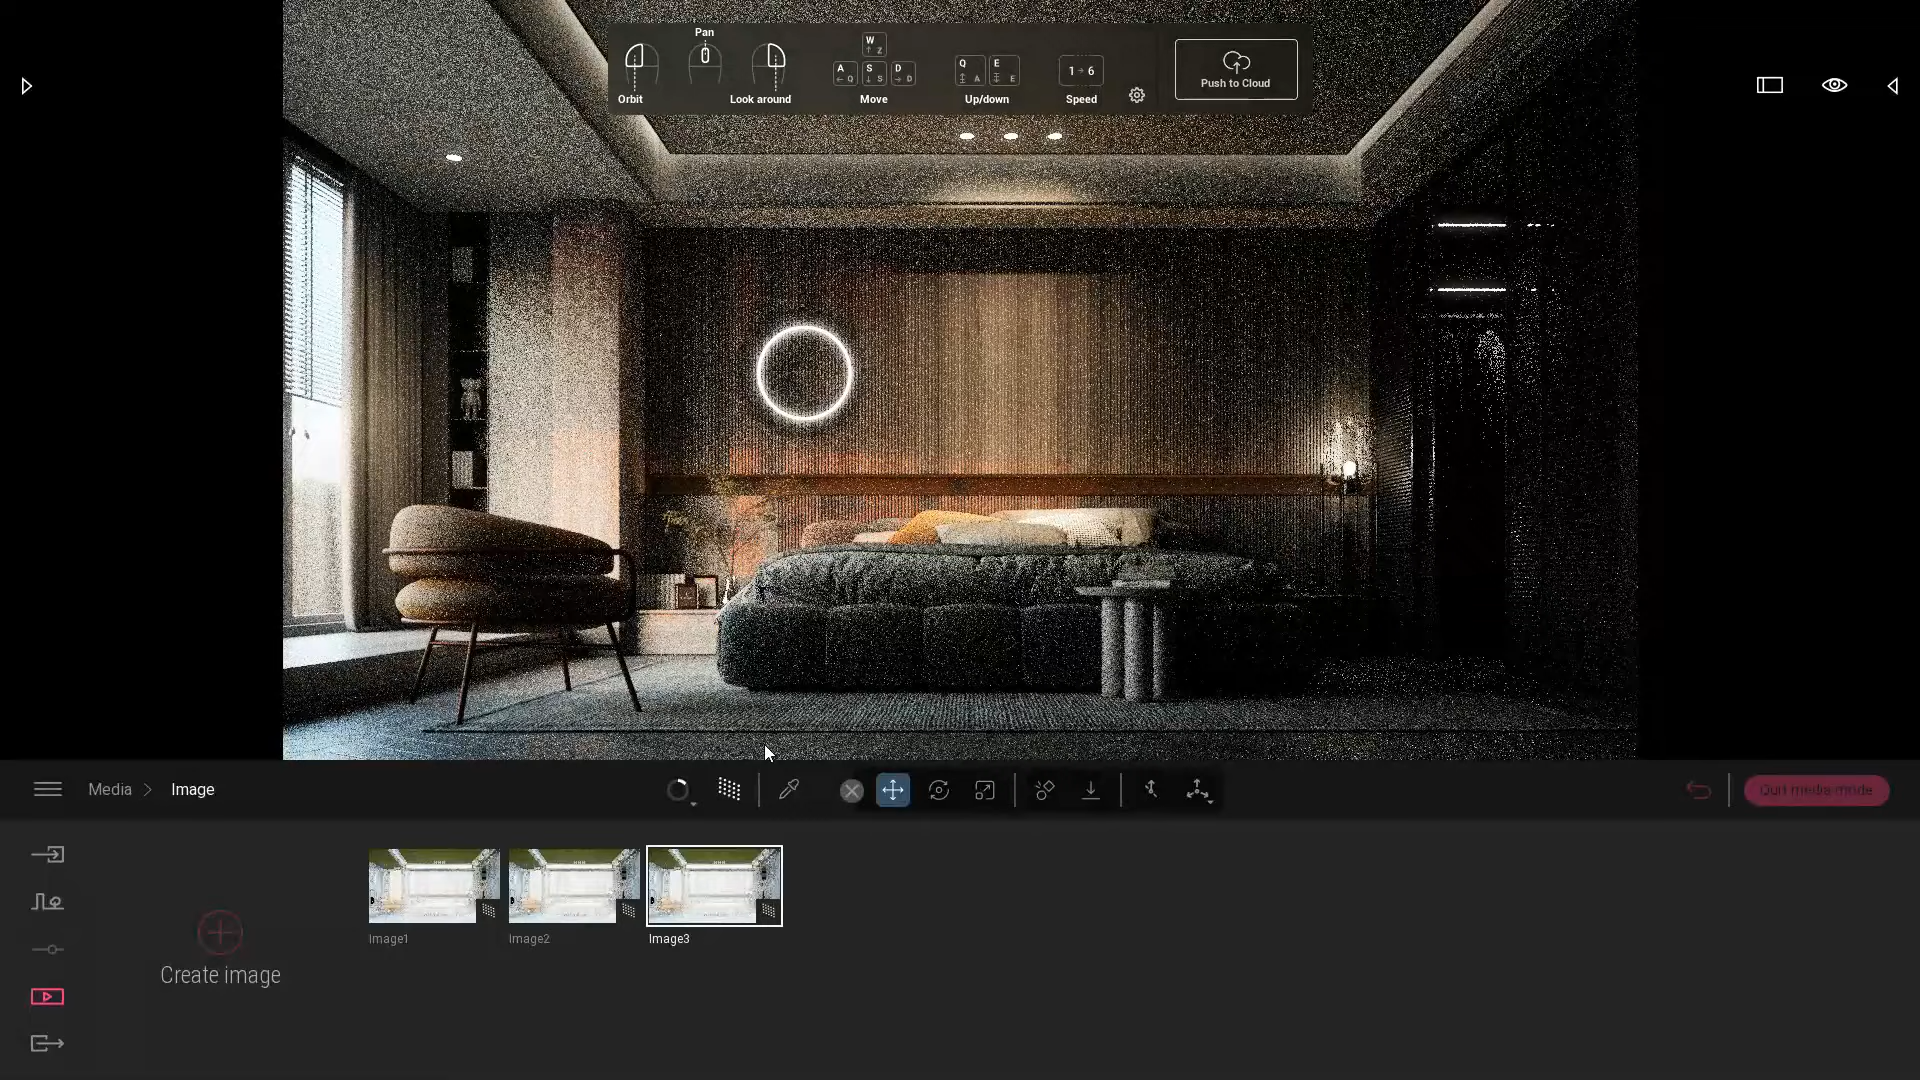 Pan
W
↑ Z
A
← Q
S
↓ S
D
→ D
Q
↕ A
E
↕ E
1 → 6
Orbit
Look around
Move
Up/down
Speed
Push to Cloud
Media
Image
Quit media mode
Image1
Image2
Image3
Create image